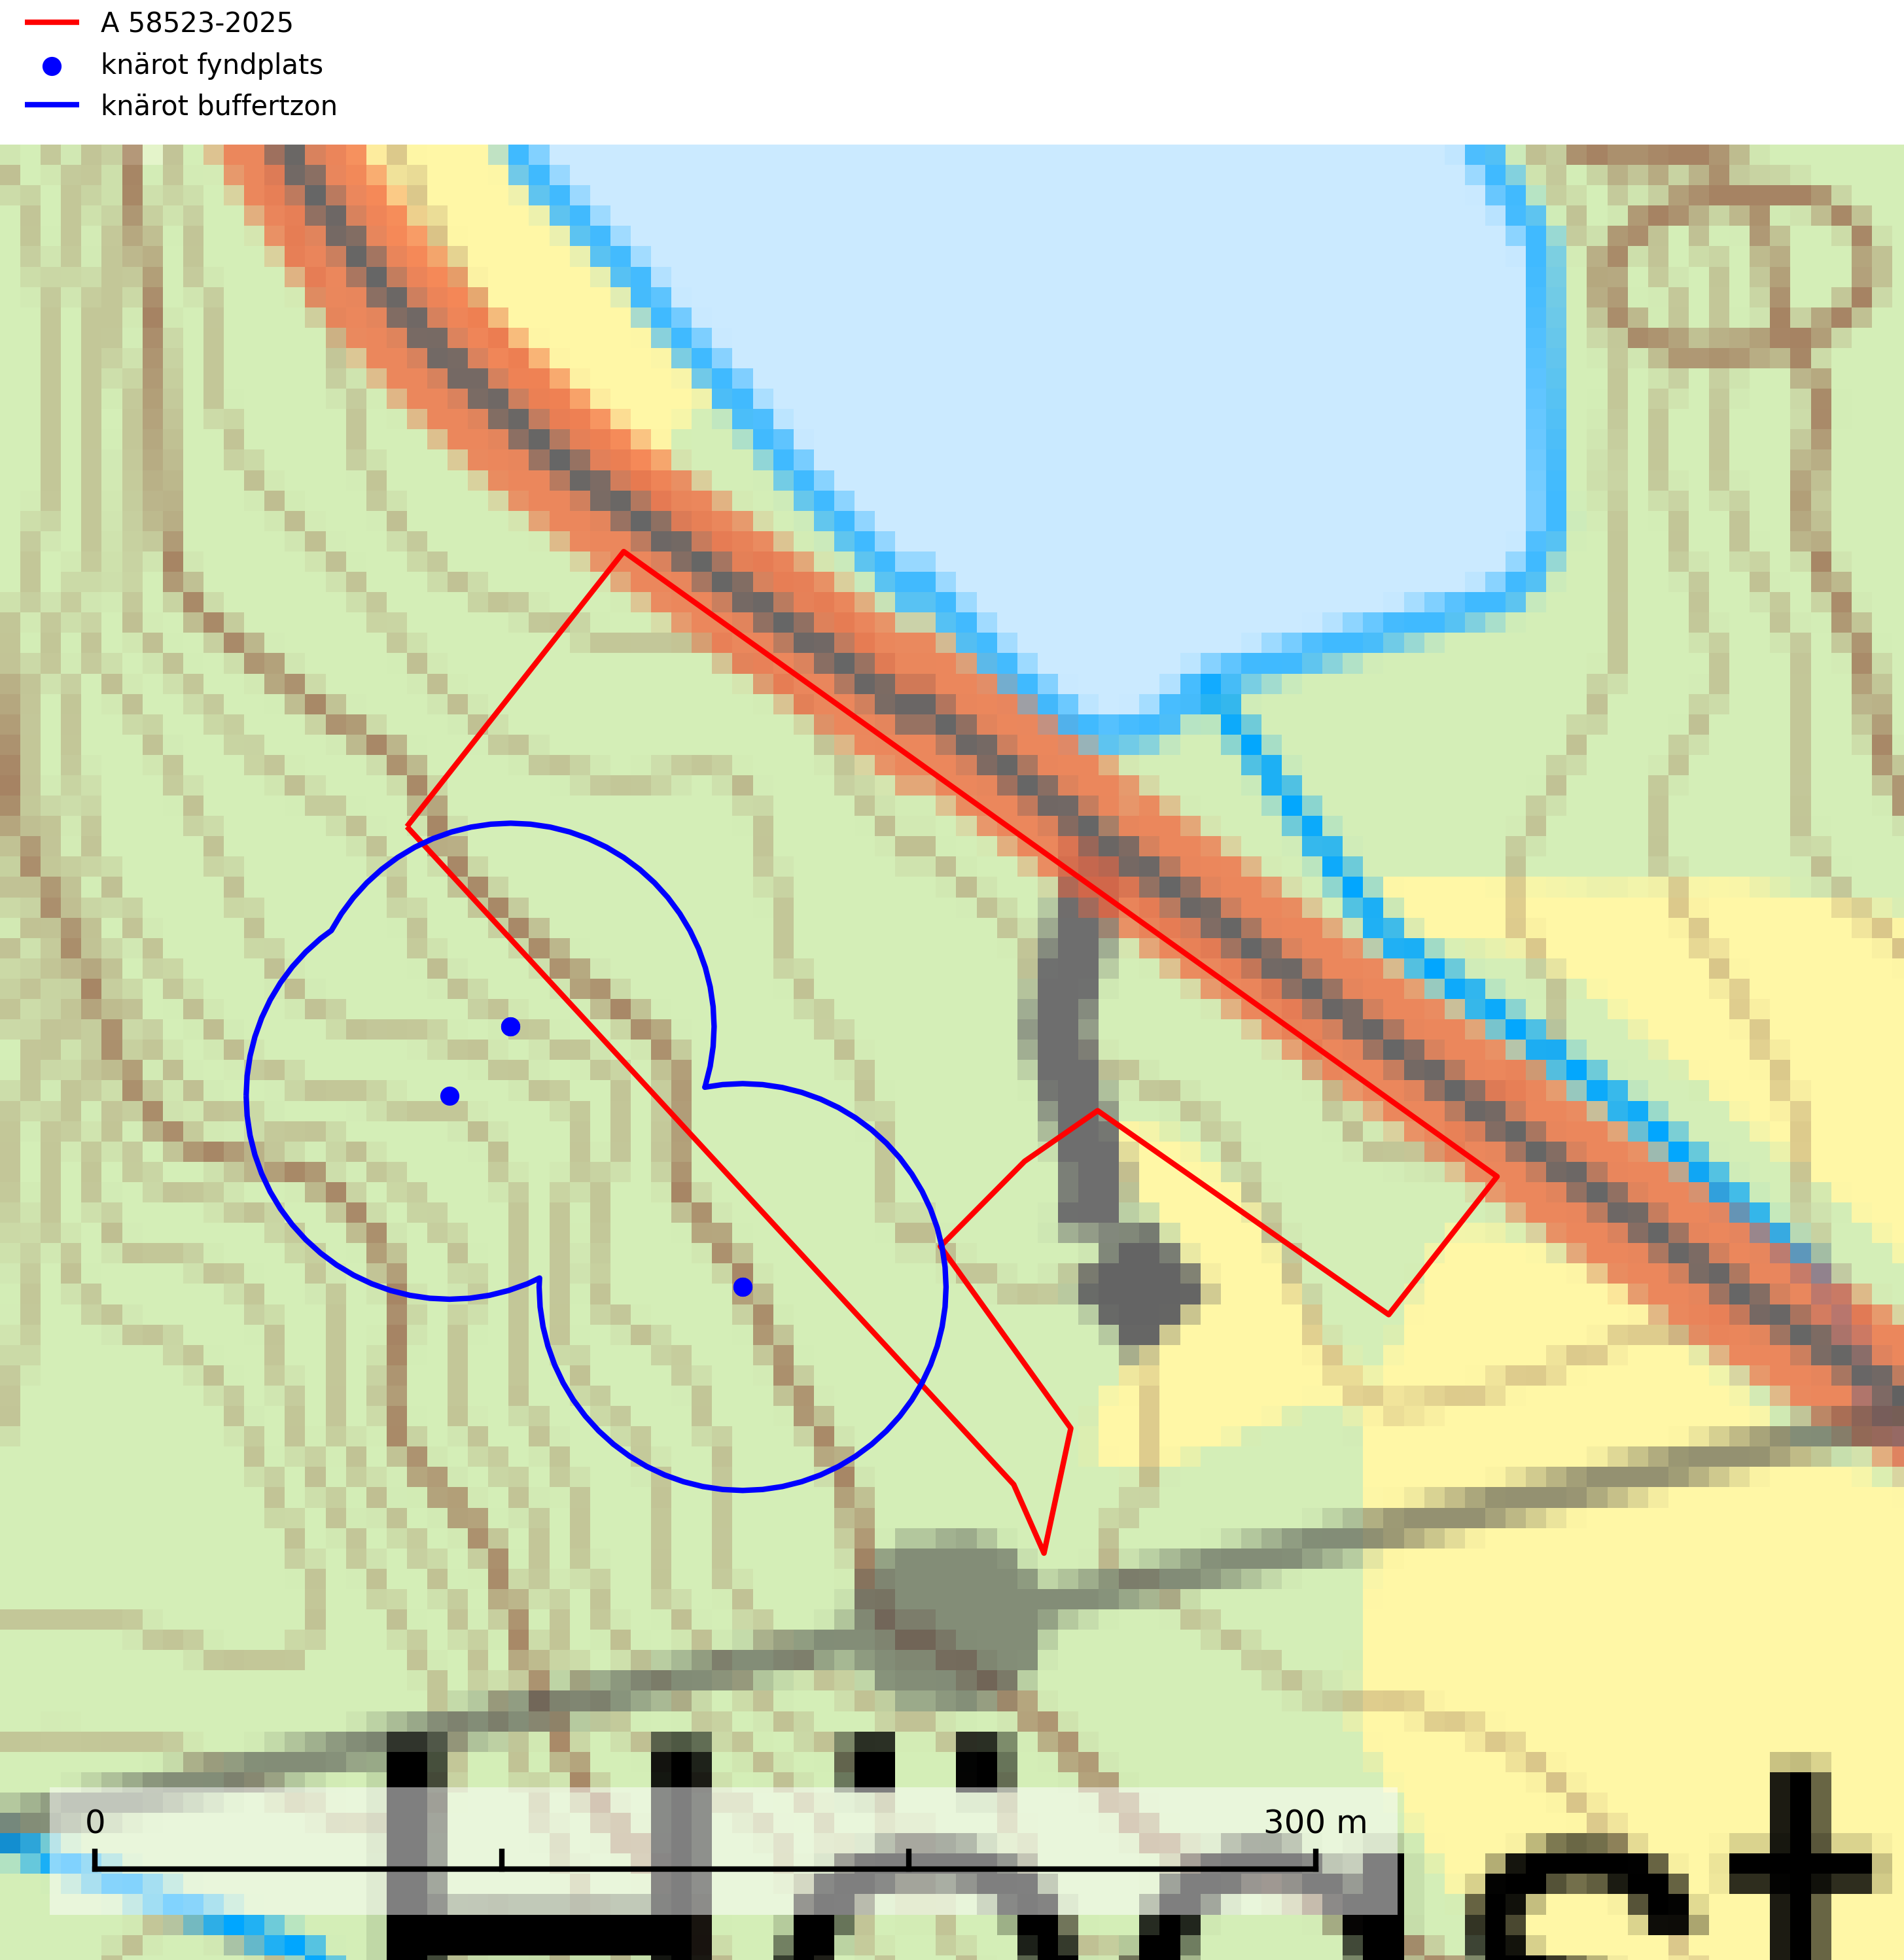 A 58523-2025
knärot fyndplats
knärot buffertzon
0 300 m